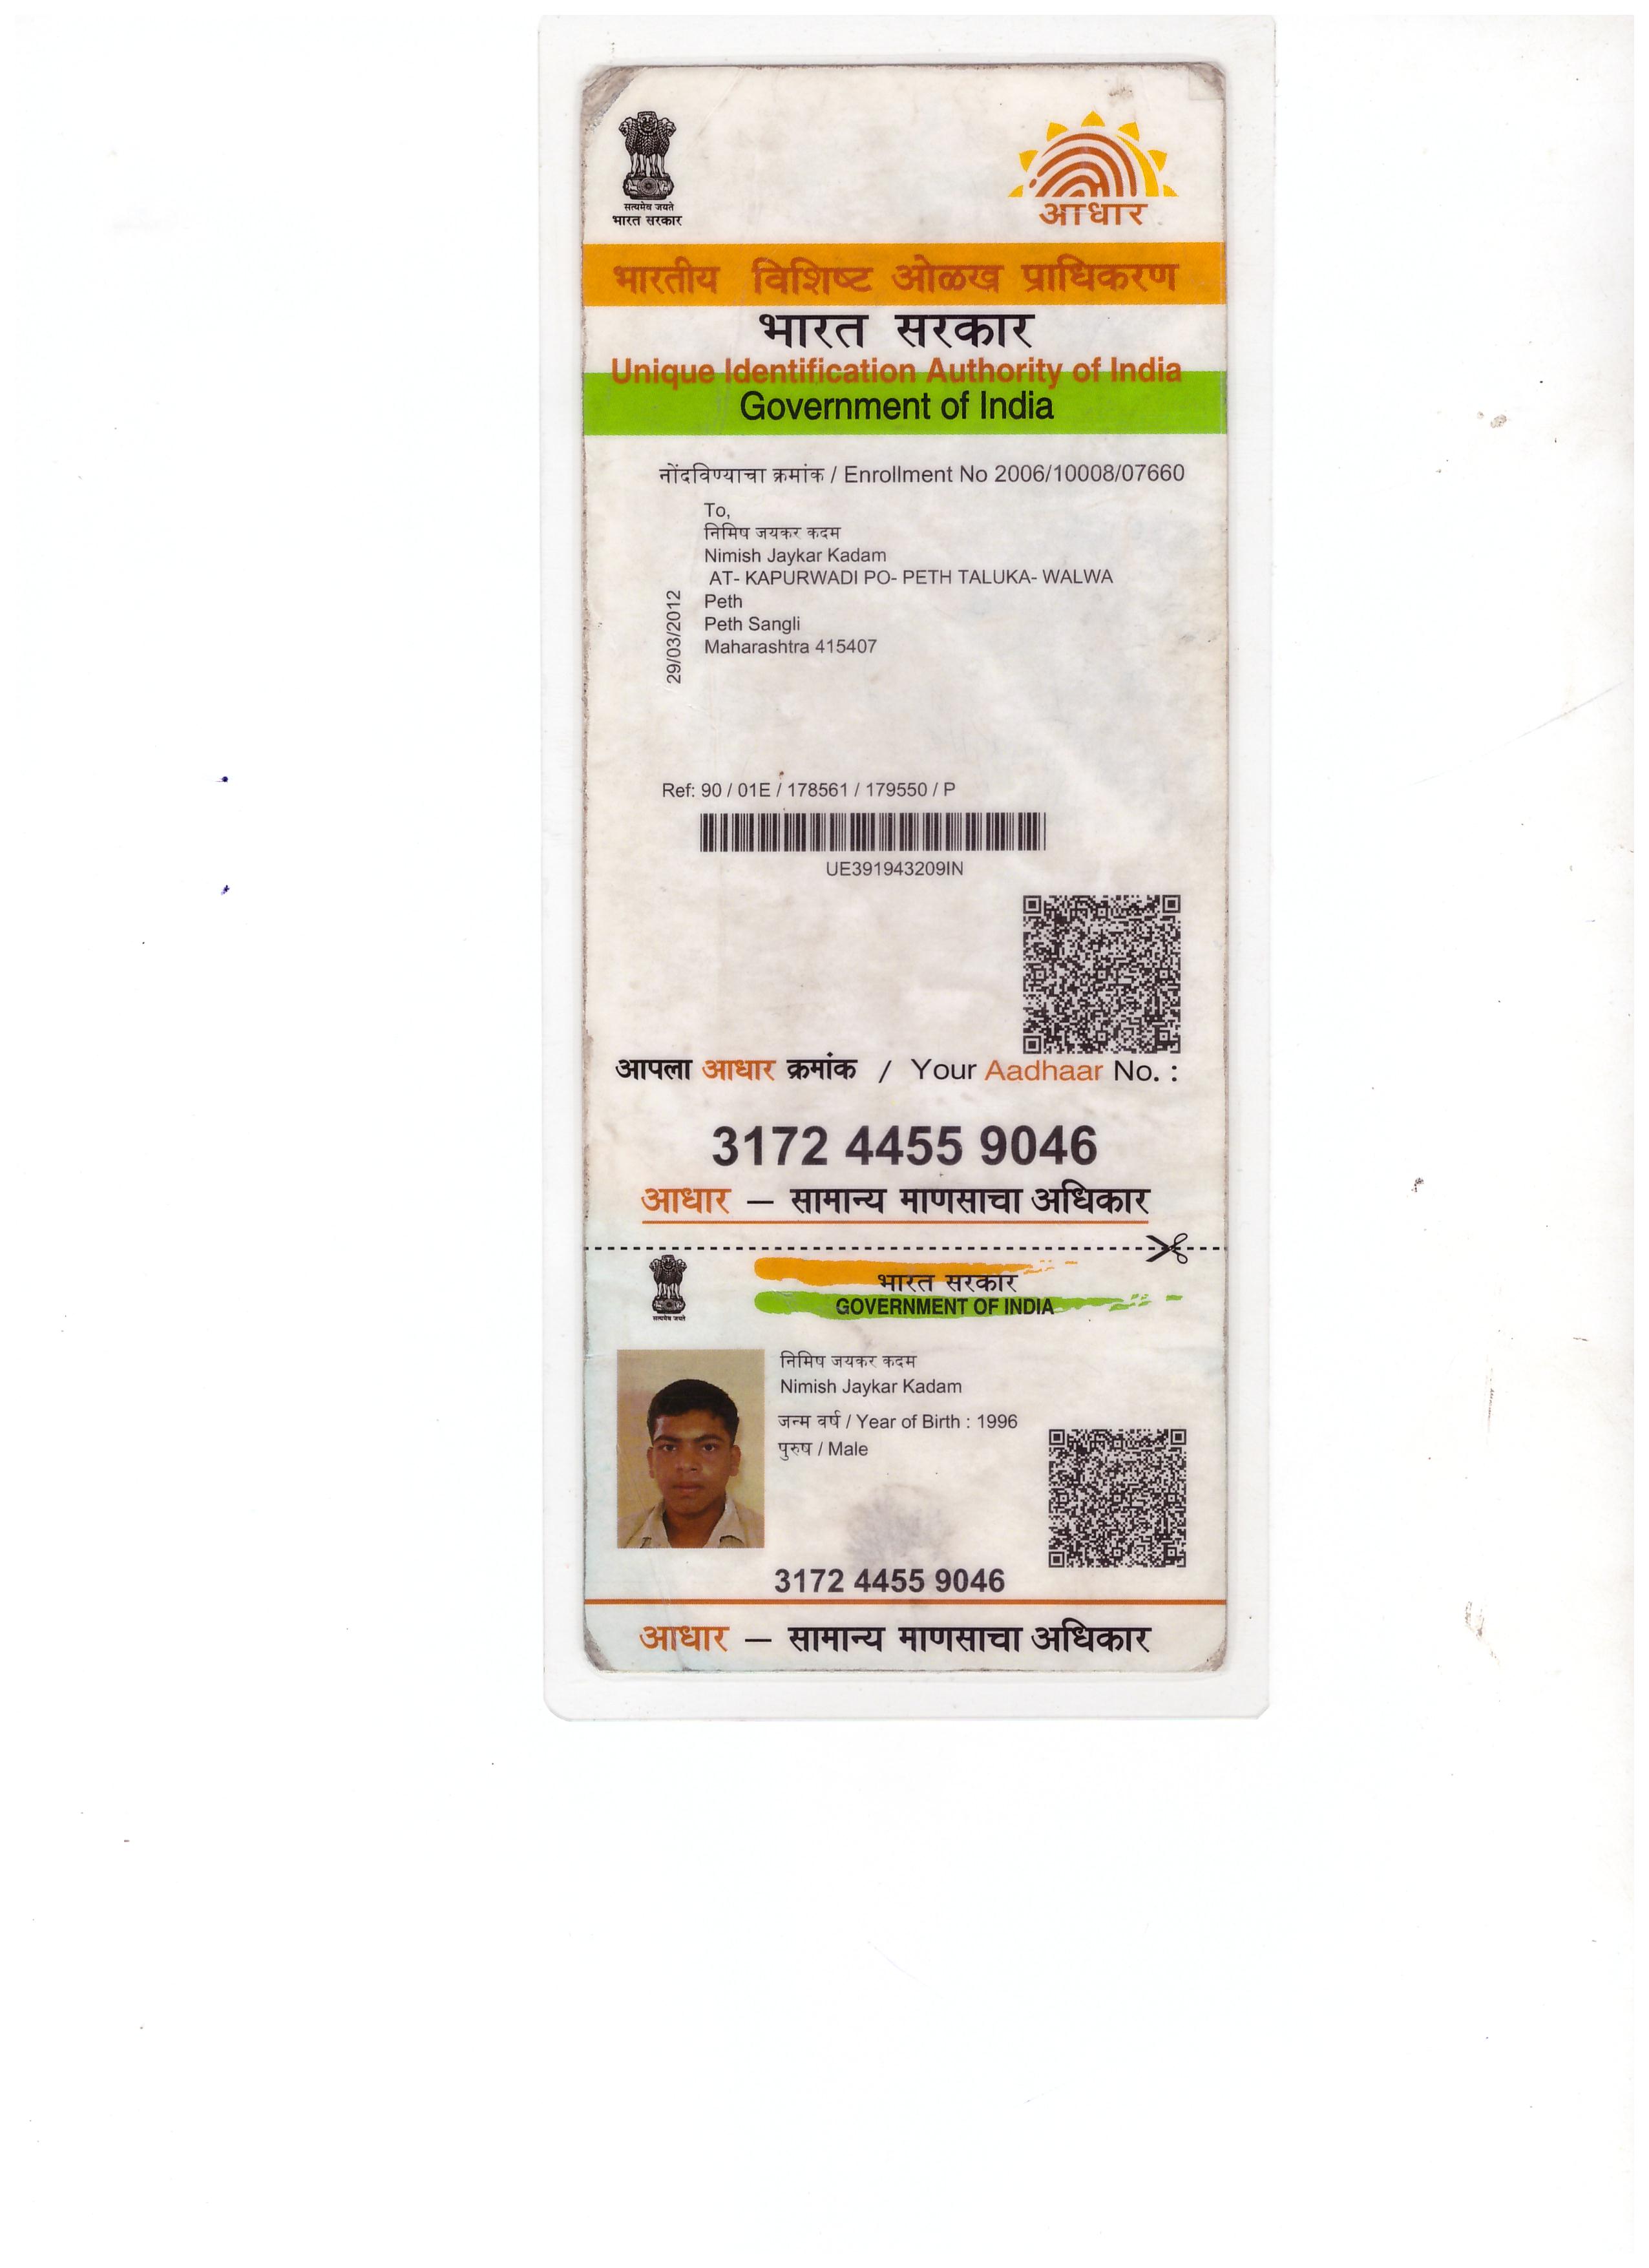 सत्यमेव जयते
भारत सरकार
आधार
भारतीय विशिष्ट ओळख प्राधिकरण
भारत सरकार
Unique Identification Authority of India
Government of India
नोंदविण्याचा क्रमांक / Enrollment No 2006/10008/07660
To,
निमिष जयकर कदम
Nimish Jaykar Kadam
AT- KAPURWADI PO- PETH TALUKA- WALWA
Peth
Peth Sangli
Maharashtra 415407
29/03/2012
Ref: 90 / 01E / 178561 / 179550 / P
UE391943209IN
आपला आधार क्रमांक / Your Aadhaar No. :
3172 4455 9046
आधार – सामान्य माणसाचा अधिकार
सत्यमेव जयते
भारत सरकार
GOVERNMENT OF INDIA
निमिष जयकर कदम
Nimish Jaykar Kadam
जन्म वर्ष / Year of Birth : 1996
पुरुष / Male
3172 4455 9046
आधार – सामान्य माणसाचा अधिकार